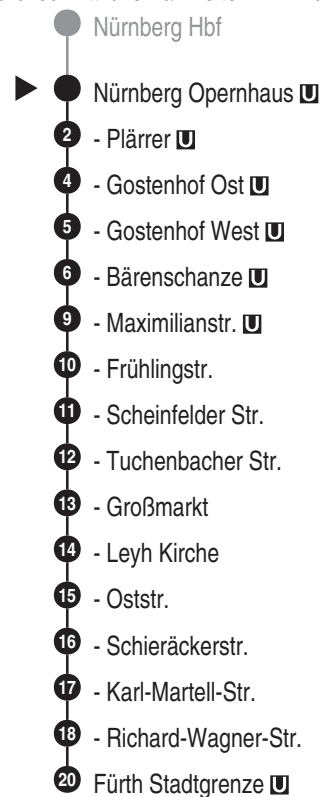 Nürnberg Hbf
Nürnberg Opernhaus U
2 - Plärrer U
4 - Gostenhof Ost U
5 - Gostenhof West U
6 - Bärenschanze U
9 - Maximilianstr. U
10 - Frühlingstr.
11 - Scheinfelder Str.
12 - Tuchenbacher Str.
13 - Großmarkt
14 - Leyh Kirche
15 - Oststr.
16 - Schieräckerstr.
17 - Karl-Martell-Str.
18 - Richard-Wagner-Str.
20 Fürth Stadtgrenze U